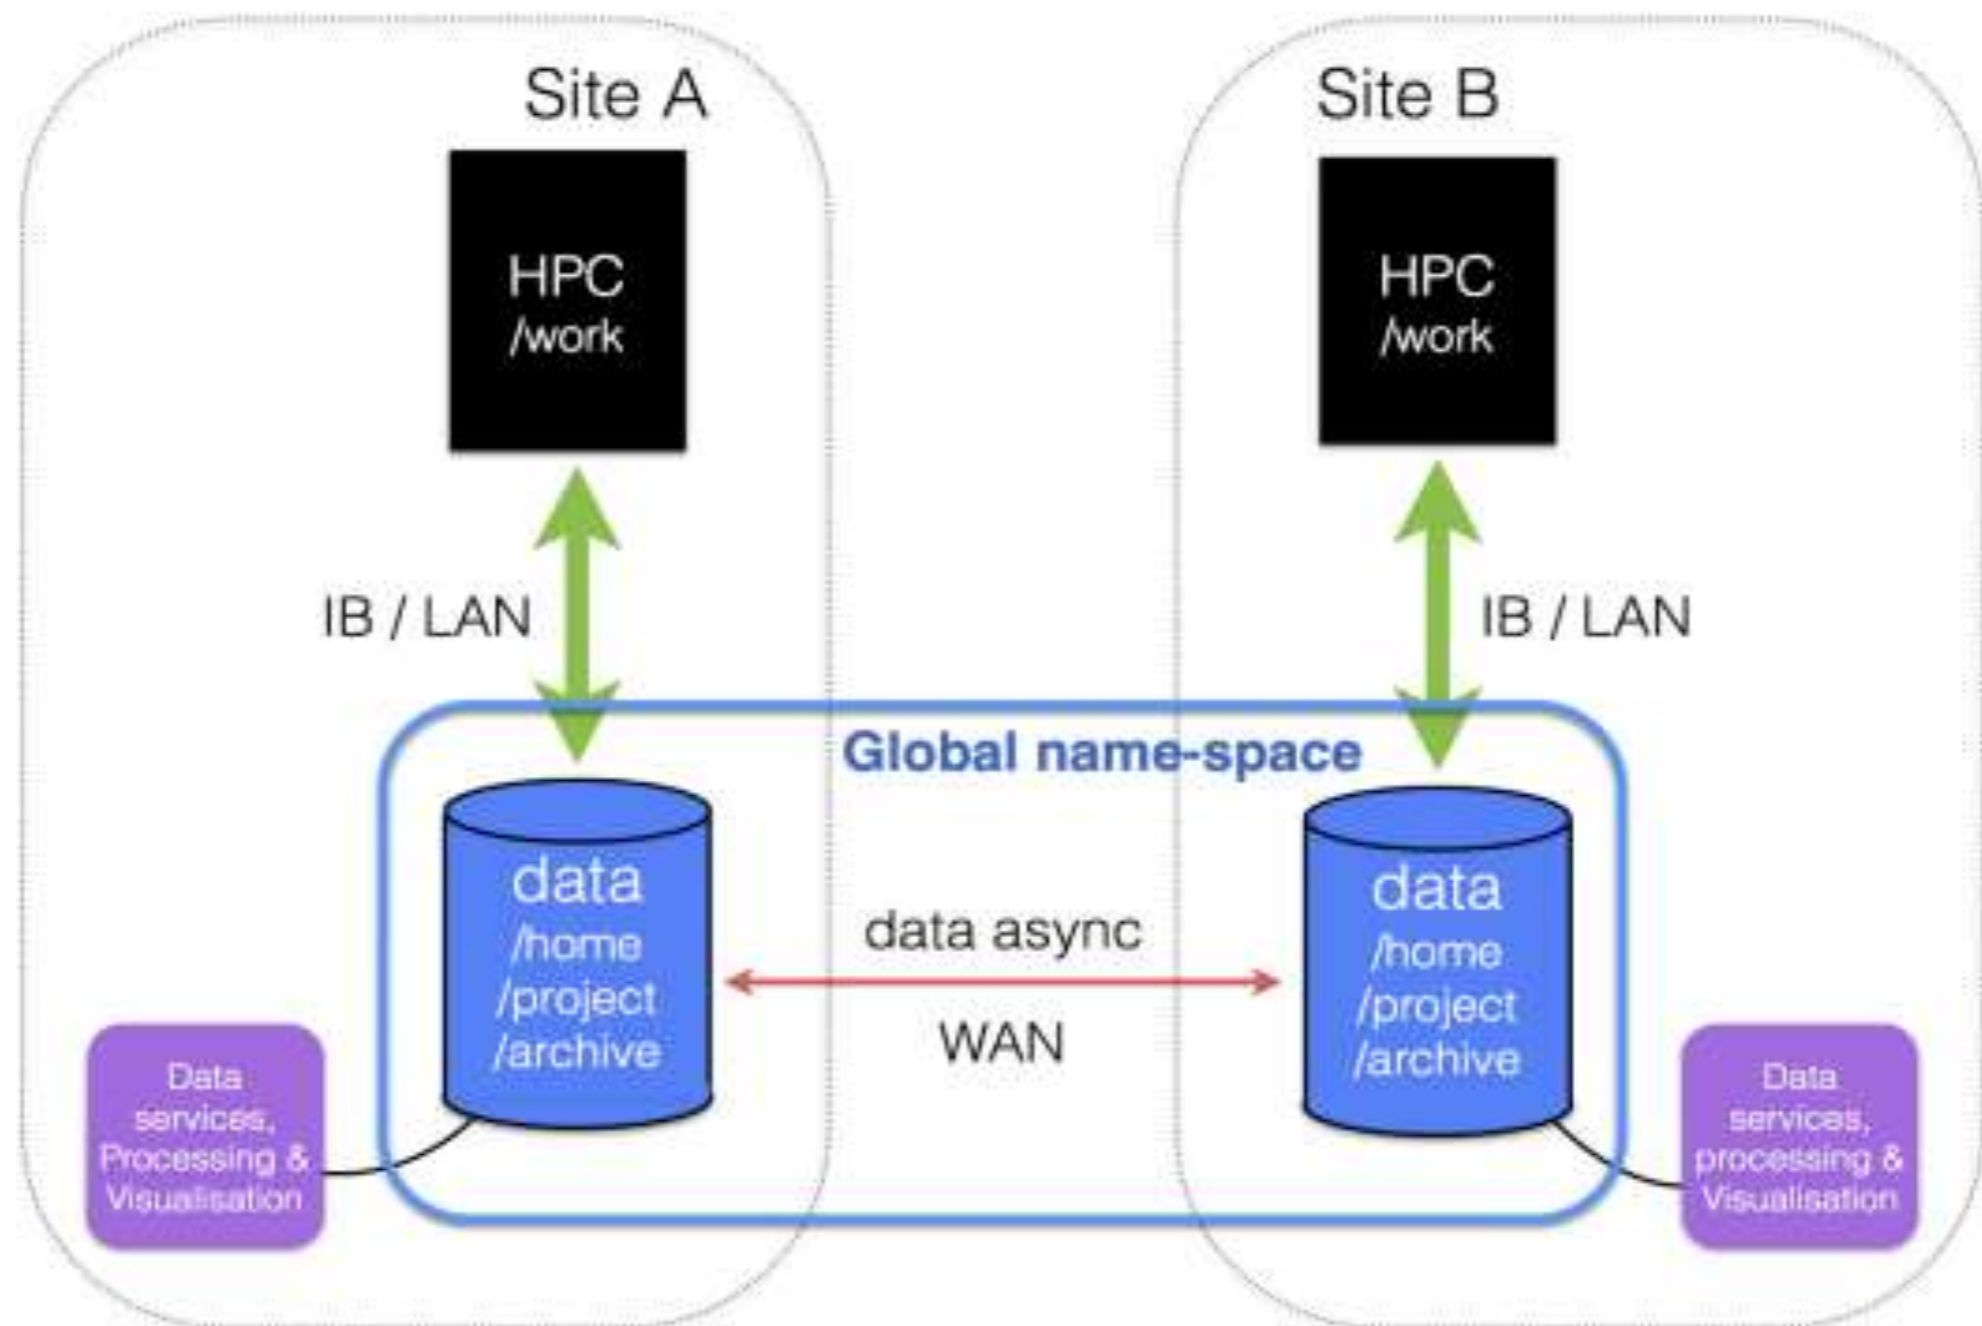 Site A
HPC
/work
IB / LAN
Site B
HPC
/work
IB / LAN
Global name-space
data
/home
/project
/archive
data async
WAN
data
/home
/project
/archive
Data
services,
Processing &
Visualisation
Data
services,
processing &
Visualisation